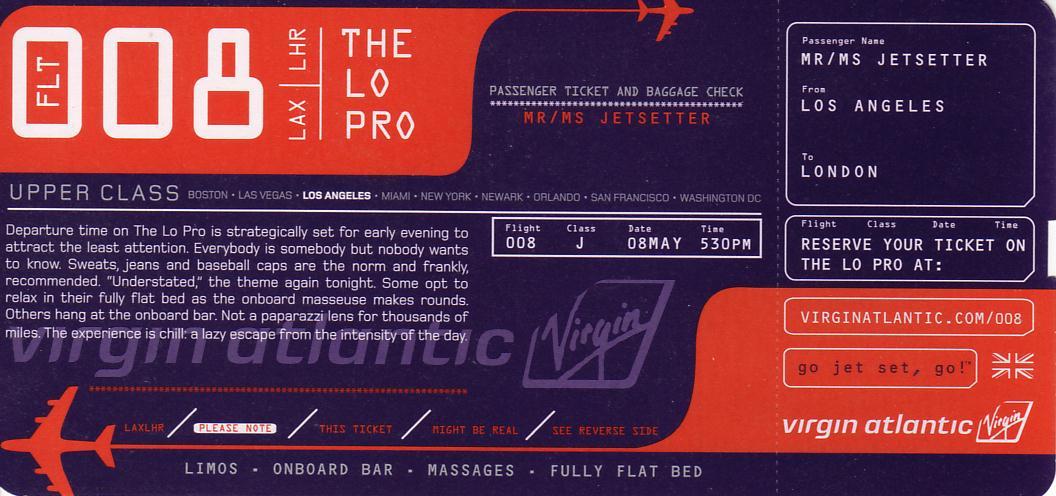 FLT
008
LAX | LHR
THE
LO
PRO
PASSENGER TICKET AND BAGGAGE CHECK
MR/MS JETSETTER
UPPER CLASS BOSTON • LAS VEGAS • LOS ANGELES • MIAMI • NEW YORK • NEWARK • ORLANDO • SAN FRANCISCO • WASHINGTON DC
Departure time on The Lo Pro is strategically set for early evening to
attract the least attention. Everybody is somebody but nobody wants
to know. Sweats, jeans and baseball caps are the norm and frankly,
recommended. "Understated," the theme again tonight. Some opt to
relax in their fully flat bed as the onboard masseuse makes rounds.
Others hang at the onboard bar. Not a paparazzi lens for thousands of
miles. The experience is chill: a lazy escape from the intensity of the day.
Flight Class Date Time
008 J 08MAY 530PM
virgin atlantic Virgin
LAXLHR / PLEASE NOTE / THIS TICKET / MIGHT BE REAL / SEE REVERSE SIDE
LIMOS - ONBOARD BAR - MASSAGES - FULLY FLAT BED
Passenger Name
MR/MS JETSETTER
From
LOS ANGELES
To
LONDON
Flight Class Date Time
RESERVE YOUR TICKET ON
THE LO PRO AT:
VIRGINATLANTIC.COM/008
go jet set, go!™
virgin atlantic Virgin